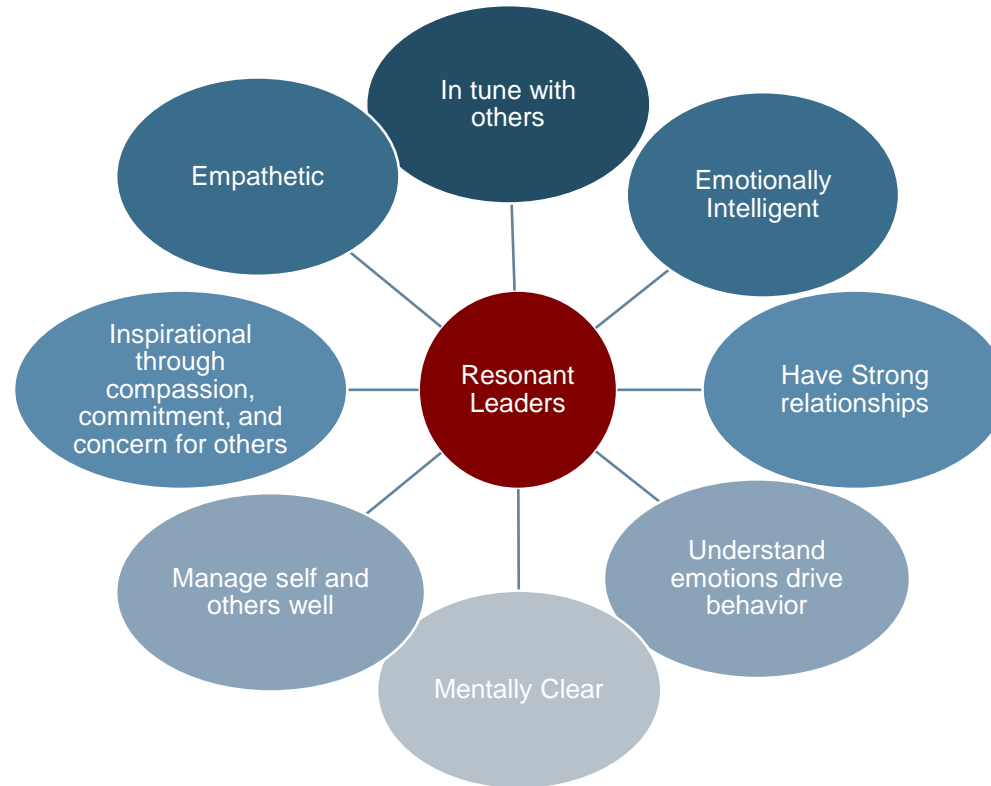 In tune with
others
Emotionally
Intelligent
Have Strong
relationships
Understand
emotions drive
behavior
Mentally Clear
Manage self and
others well
Inspirational
through
compassion,
commitment, and
concern for others
Empathetic
Resonant
Leaders